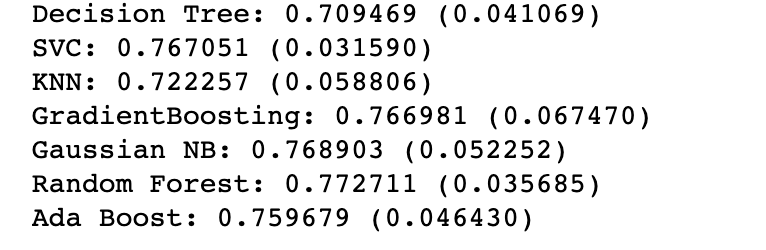 Decision Tree: 0.709469 (0.041069)
SVC: 0.767051 (0.031590)
KNN: 0.722257 (0.058806)
GradientBoosting: 0.766981 (0.067470)
Gaussian NB: 0.768903 (0.052252)
Random Forest: 0.772711 (0.035685)
Ada Boost: 0.759679 (0.046430)